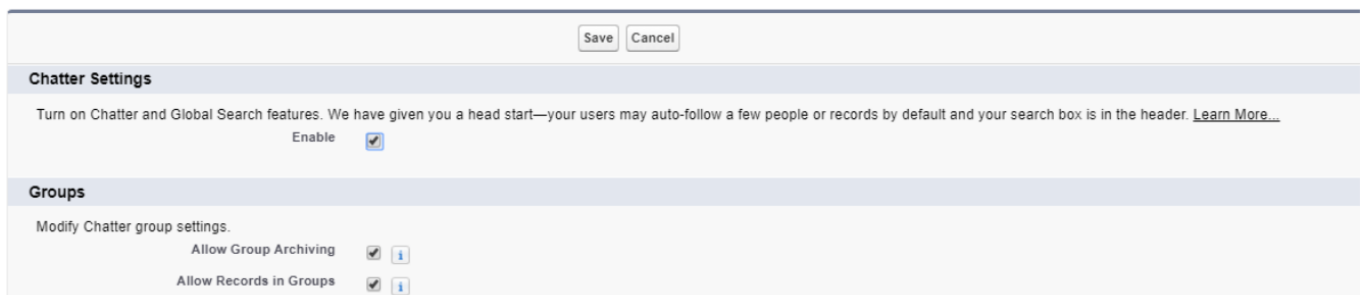 Save Cancel
Chatter Settings
Turn on Chatter and Global Search features. We have given you a head start—your users may auto-follow a few people or records by default and your search box is in the header. Learn More...
Enable
Groups
Modify Chatter group settings.
Allow Group Archiving i
Allow Records in Groups i